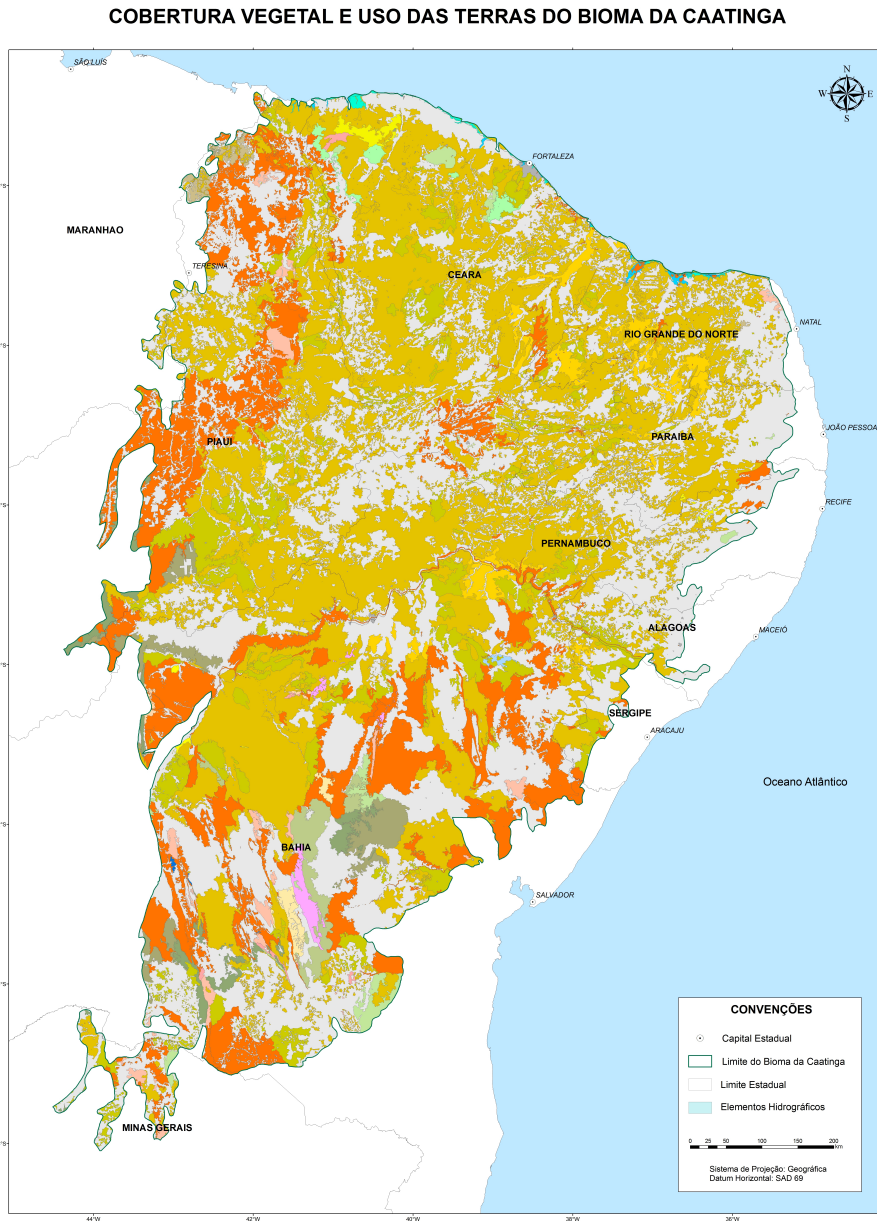 COBERTURA VEGETAL E USO DAS TERRAS DO BIOMA DA CAATINGA
SÃO LUÍS
N
W E
S
FORTALEZA
MARANHAO
TERESINA
CEARA
NATAL
RIO GRANDE DO NORTE
JOÃO PESSOA
PARAIBA
PIAUI
RECIFE
PERNAMBUCO
ALAGOAS
MACEIÓ
SERGIPE
ARACAJU
Oceano Atlântico
BAHIA
SALVADOR
CONVENÇÕES
Capital Estadual
Limite do Bioma da Caatinga
Limite Estadual
Elementos Hidrográficos
0 25 50 100 150 200
km
Sistema de Projeção: Geográfica
Datum Horizontal: SAD 69
MINAS GERAIS
44°W 42°W 40°W 38°W 36°W